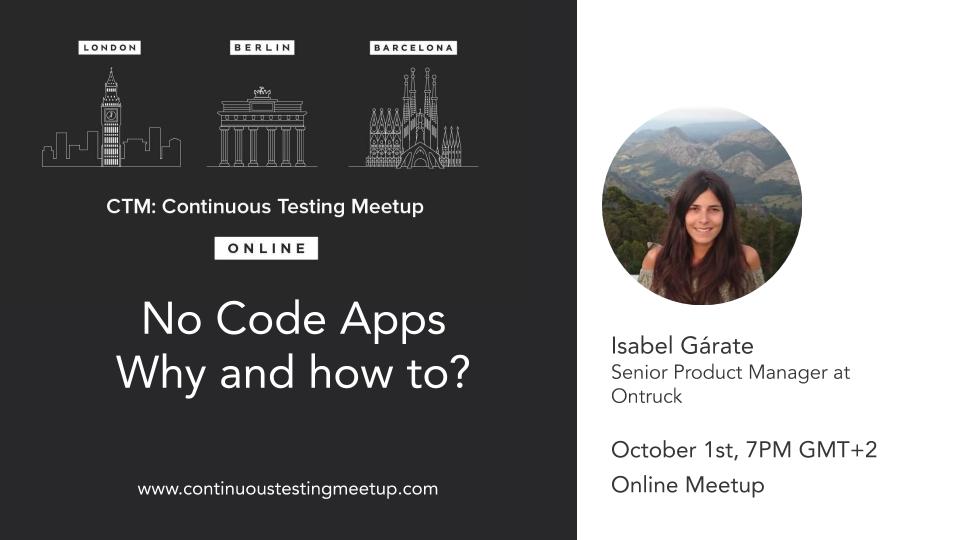 LONDON
BERLIN
BARCELONA
CTM: Continuous Testing Meetup
ONLINE
No Code Apps
Why and how to?
www.continuoustestingmeetup.com
Isabel Gárate
Senior Product Manager at
Ontruck
October 1st, 7PM GMT+2
Online Meetup